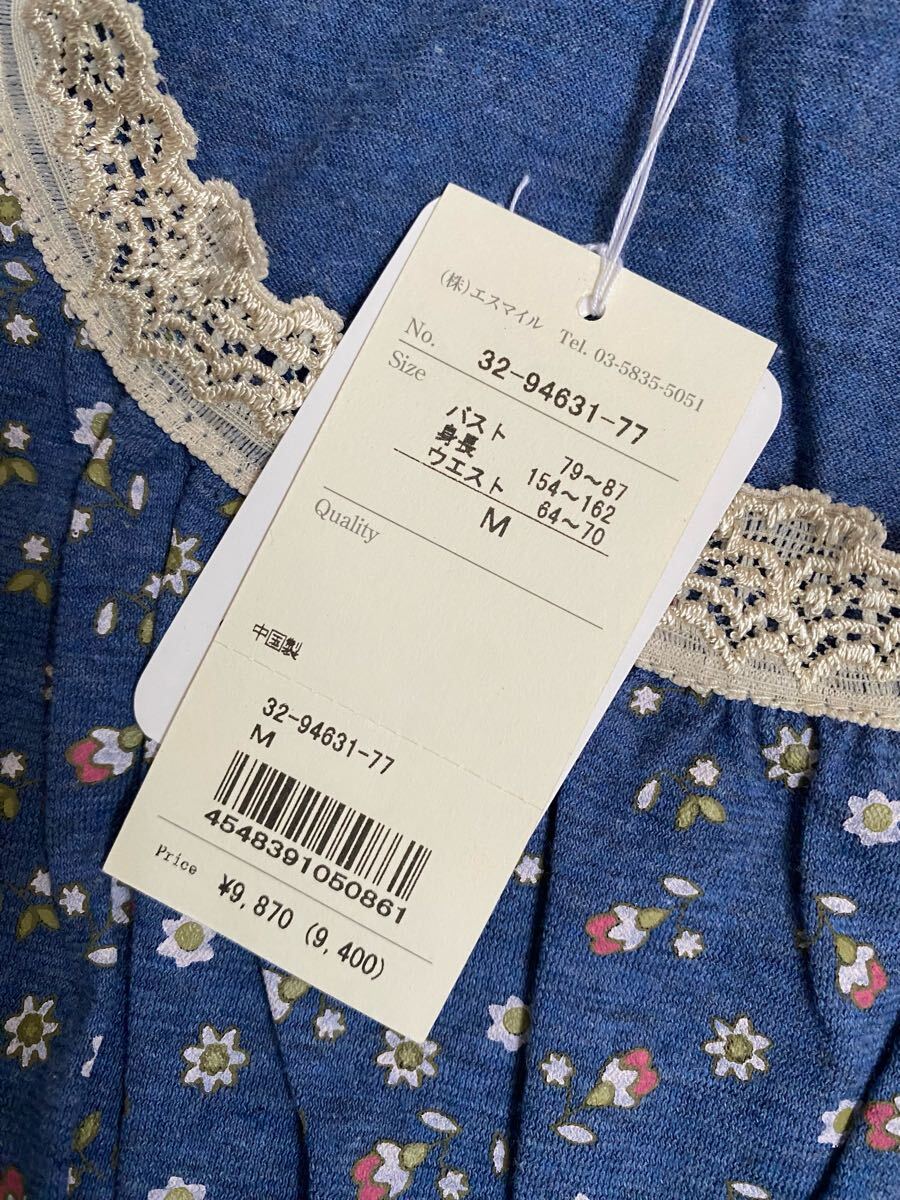 (株)エスマイル Tel. 03-5835-5051
No. 32-94631-77
Size
バスト 79～87
身長 154～162
ウエスト 64～70
M
Quality
中国製
32-94631-77
M
4548391050861
Price ¥9,870 (9,400)